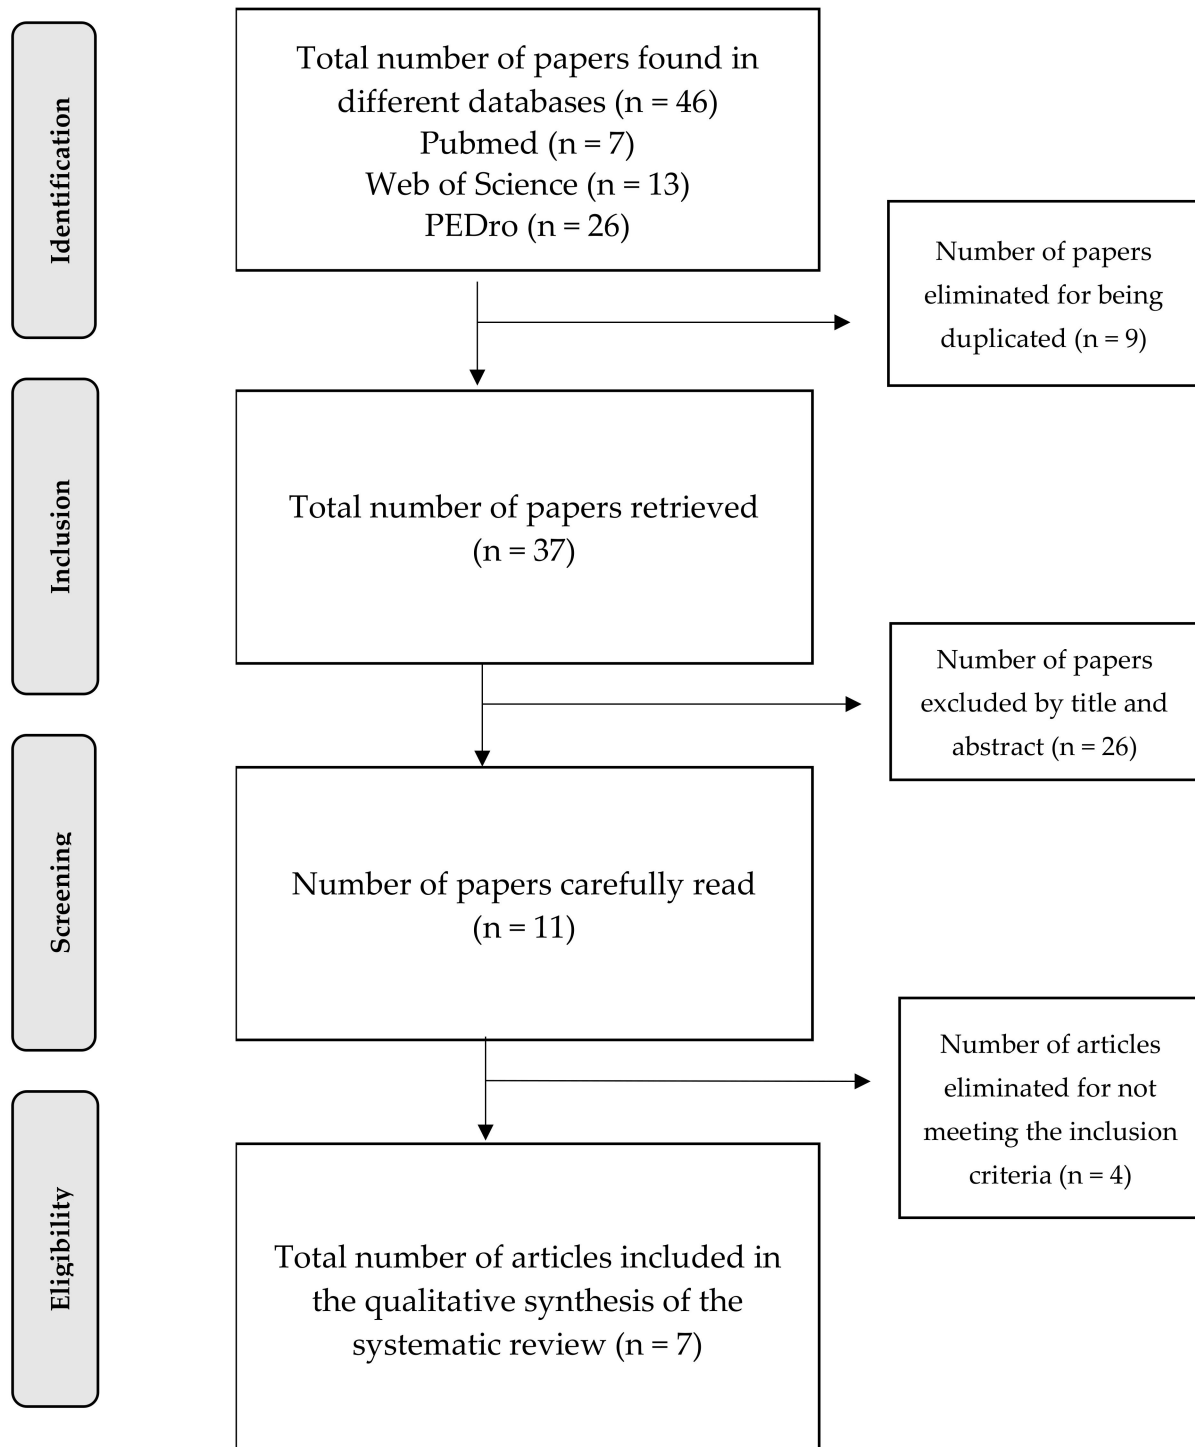 Identification
Total number of papers found in
different databases (n = 46)
Pubmed (n = 7)
Web of Science (n = 13)
PEDro (n = 26)
Number of papers
eliminated for being
duplicated (n = 9)
Inclusion
Total number of papers retrieved
(n = 37)
Number of papers
excluded by title and
abstract (n = 26)
Screening
Number of papers carefully read
(n = 11)
Number of articles
eliminated for not
meeting the inclusion
criteria (n = 4)
Eligibility
Total number of articles included in
the qualitative synthesis of the
systematic review (n = 7)